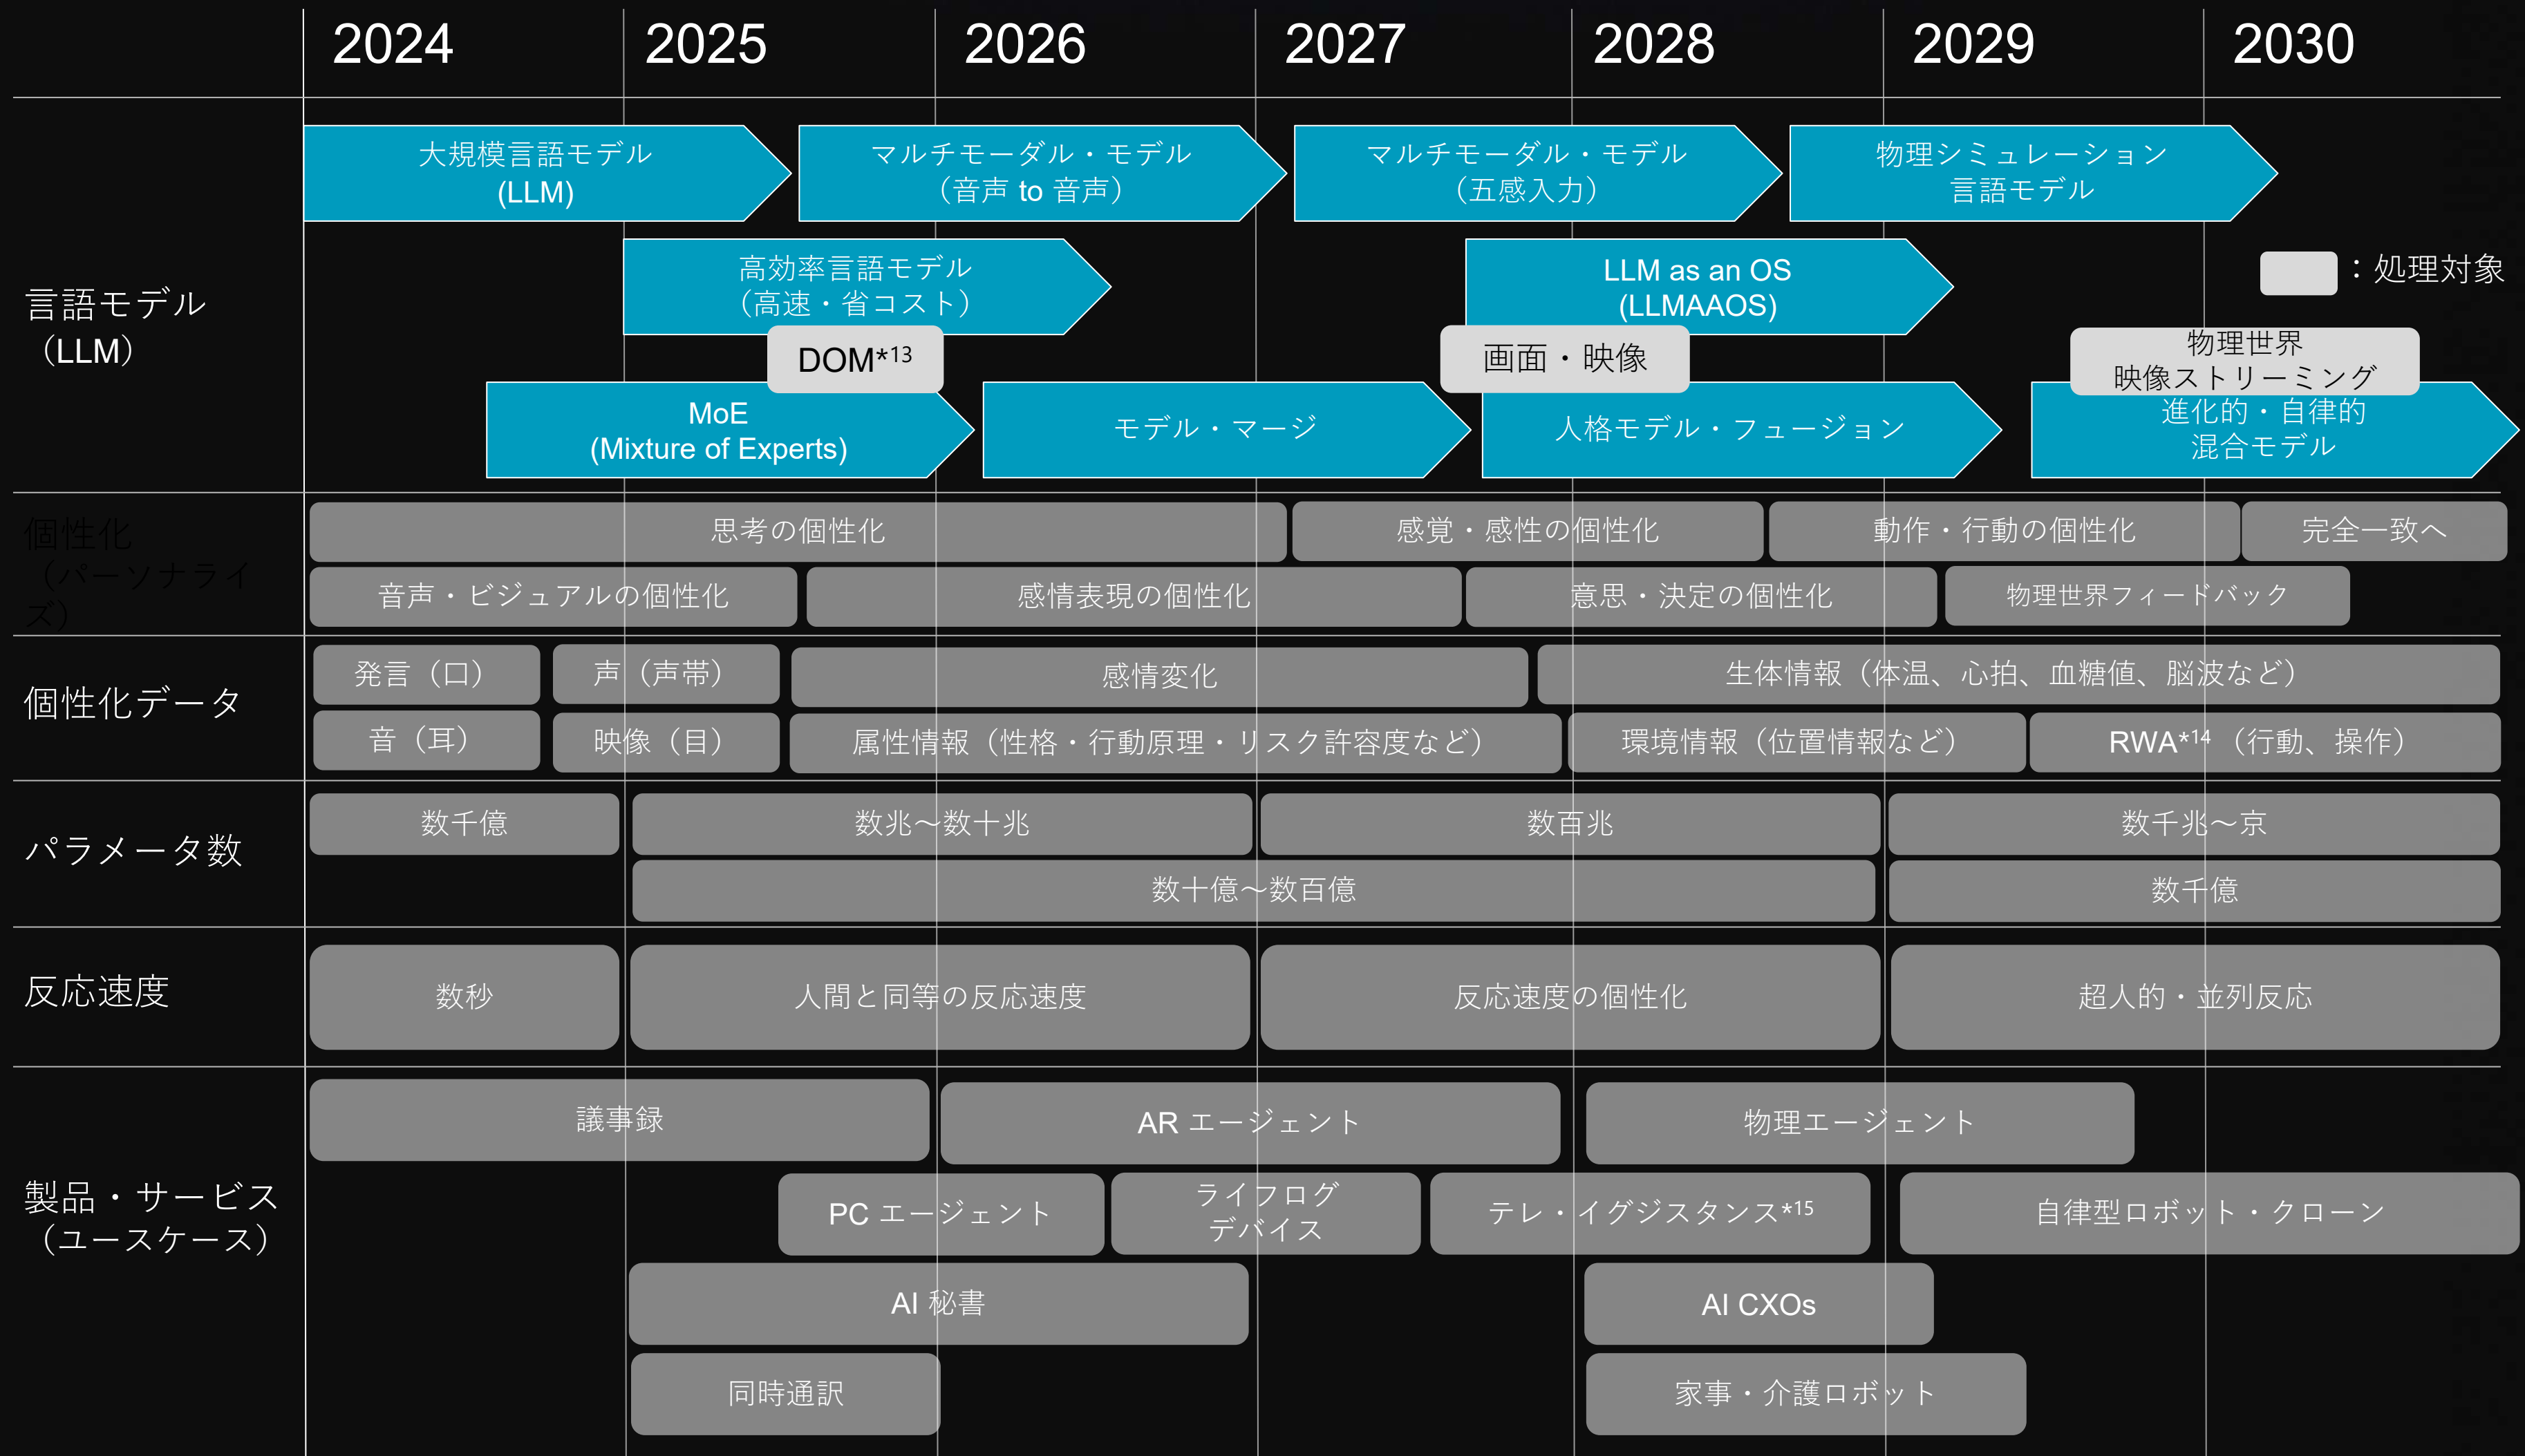 2024
2025
2026
2027
2028
2029
2030
言語モデル
（LLM）
大規模言語モデル
(LLM)
マルチモーダル・モデル
（音声 to 音声）
マルチモーダル・モデル
（五感入力）
物理シミュレーション
言語モデル
高効率言語モデル
（高速・省コスト）
LLM as an OS
(LLMAAOS)
：処理対象
DOM*13
画面・映像
物理世界
映像ストリーミング
MoE
(Mixture of Experts)
モデル・マージ
人格モデル・フュージョン
進化的・自律的
混合モデル
個性化
（パーソナライ
ズ）
思考の個性化
感覚・感性の個性化
動作・行動の個性化
完全一致へ
音声・ビジュアルの個性化
感情表現の個性化
意思・決定の個性化
物理世界フィードバック
個性化データ
発言（口）
声（声帯）
感情変化
生体情報（体温、心拍、血糖値、脳波など）
音（耳）
映像（目）
属性情報（性格・行動原理・リスク許容度など）
環境情報（位置情報など）
RWA*14（行動、操作）
パラメータ数
数千億
数兆～数十兆
数百兆
数千兆～京
数十億～数百億
数千億
反応速度
数秒
人間と同等の反応速度
反応速度の個性化
超人的・並列反応
製品・サービス
（ユースケース）
議事録
AR エージェント
物理エージェント
PC エージェント
ライフログ
デバイス
テレ・イグジスタンス*15
自律型ロボット・クローン
AI 秘書
AI CXOs
同時通訳
家事・介護ロボット